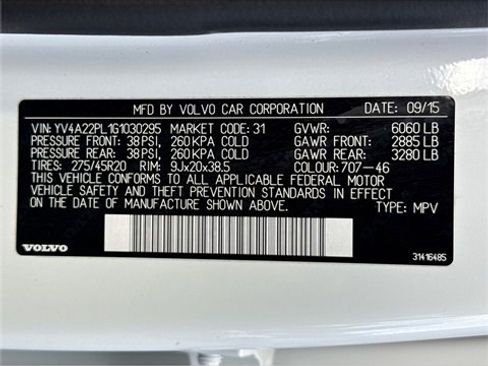 MFD BY VOLVO CAR CORPORATION DATE: 09/15
VIN: YV4A22PL1G1030295 MARKET CODE: 31 GVWR: 6060 LB
PRESSURE FRONT: 38 PSI, 260 KPA COLD GAWR FRONT: 2885 LB
PRESSURE REAR: 38 PSI, 260 KPA COLD GAWR REAR: 3280 LB
TIRES: 275/45R20 RIM: 9Jx20x38.5 COLOUR: 707-46
THIS VEHICLE CONFORMS TO ALL APPLICABLE FEDERAL MOTOR
VEHICLE SAFETY AND THEFT PREVENTION STANDARDS IN EFFECT
ON THE DATE OF MANUFACTURE SHOWN ABOVE. TYPE: MPV
VOLVO
31416485